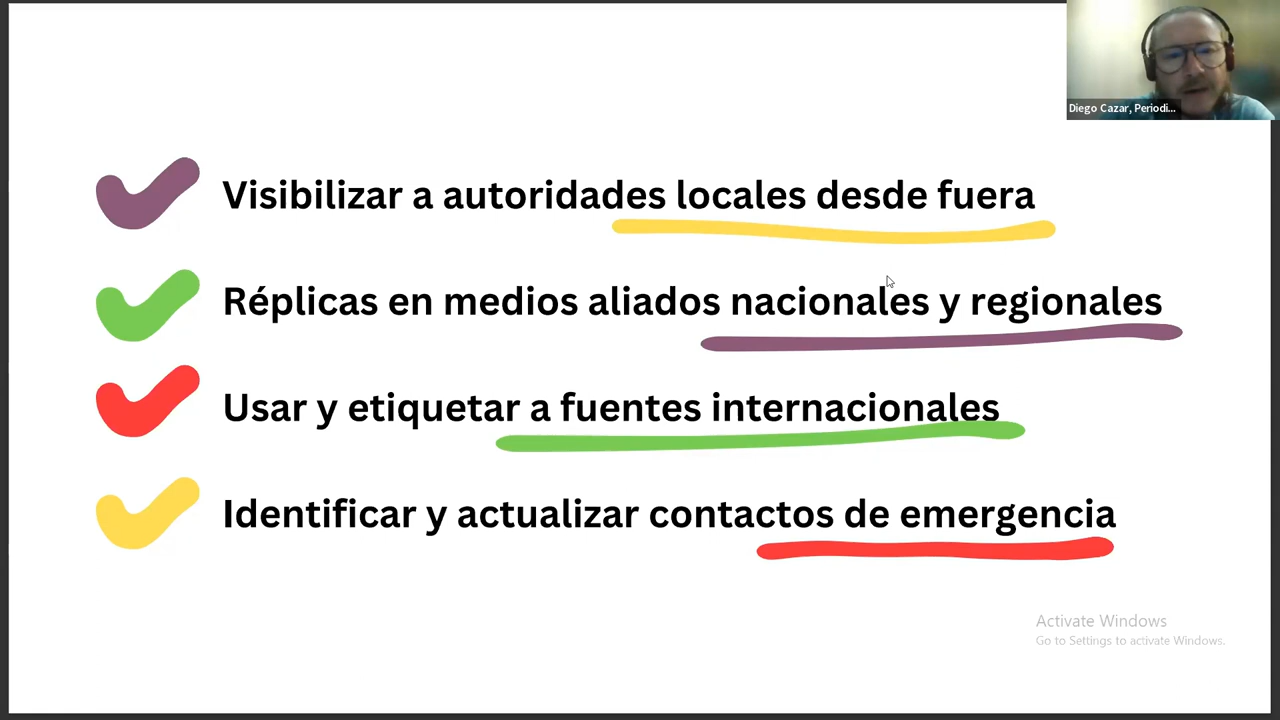 Diego Cazar, Periodi...
Visibilizar a autoridades locales desde fuera
Réplicas en medios aliados nacionales y regionales
Usar y etiquetar a fuentes internacionales
Identificar y actualizar contactos de emergencia
Activate Windows
Go to Settings to activate Windows.